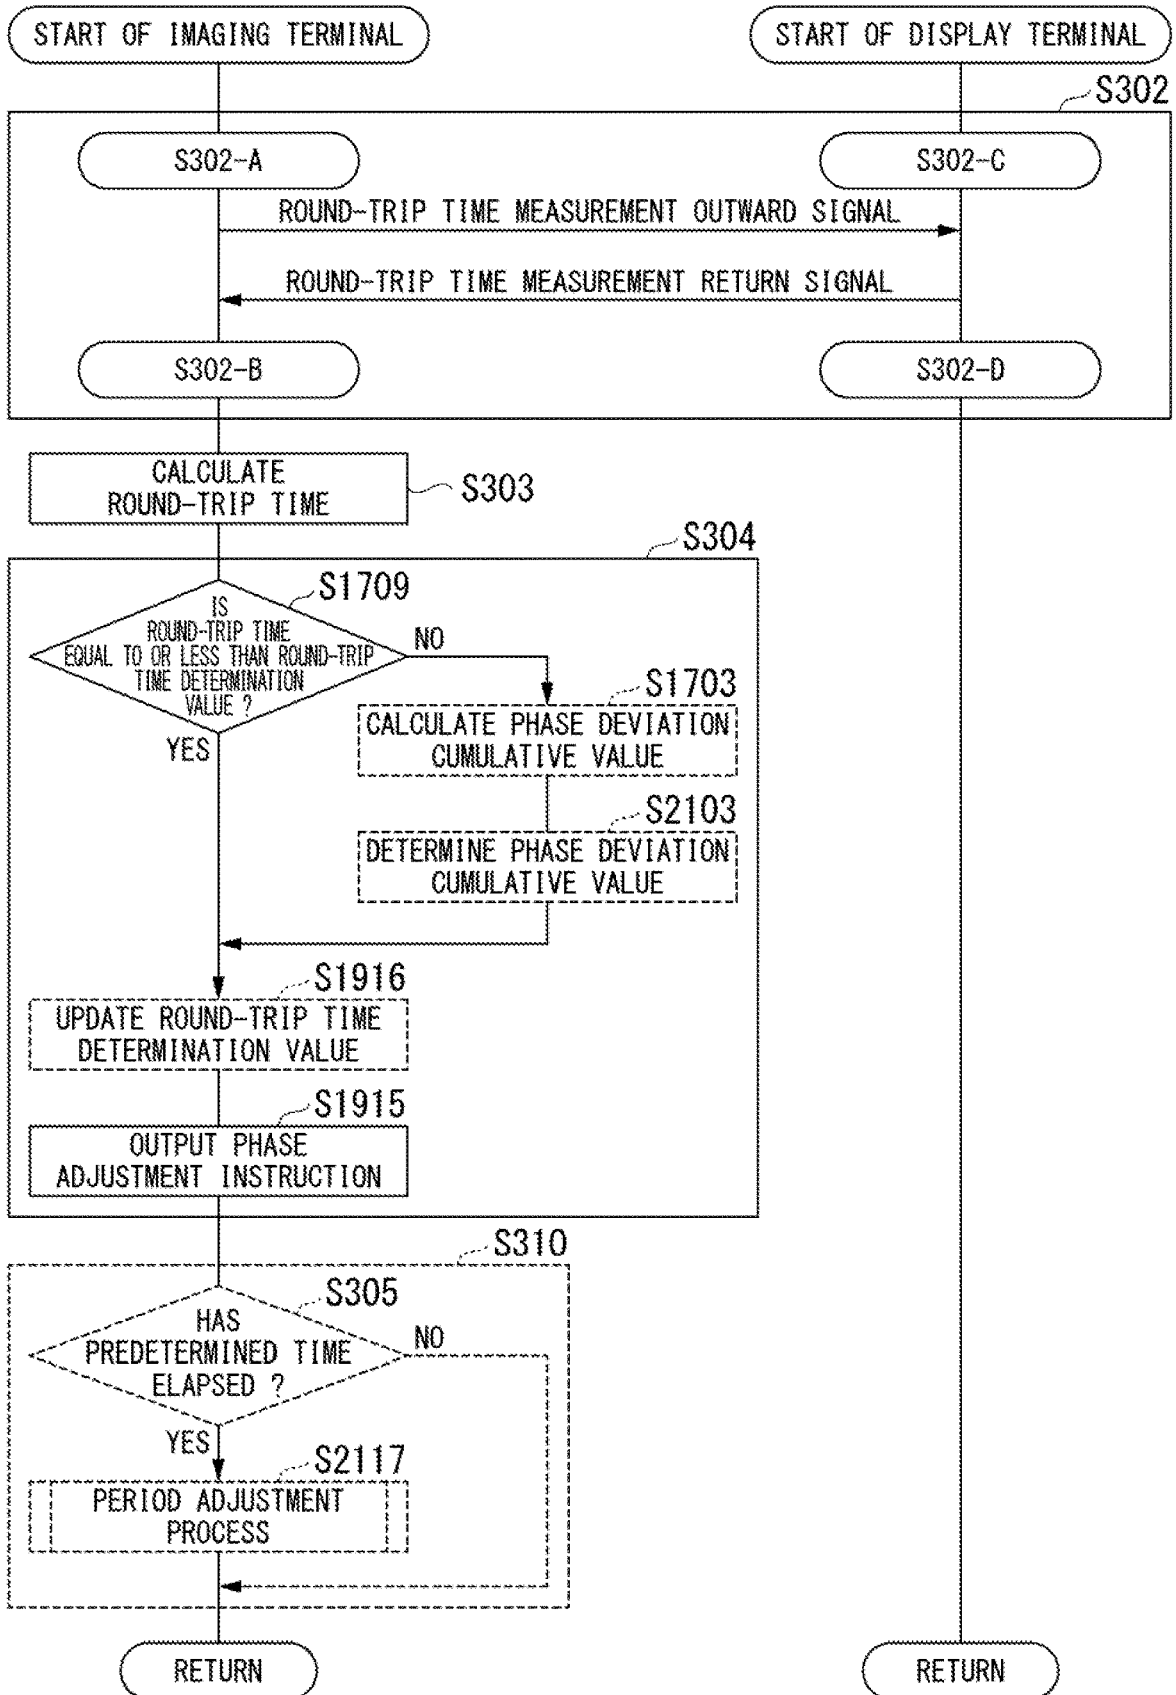 START OF IMAGING TERMINAL
START OF DISPLAY TERMINAL
S302
S302-A
S302-C
ROUND-TRIP TIME MEASUREMENT OUTWARD SIGNAL
ROUND-TRIP TIME MEASUREMENT RETURN SIGNAL
S302-B
S302-D
CALCULATE
ROUND-TRIP TIME
S303
S304
S1709
IS
ROUND-TRIP TIME
EQUAL TO OR LESS THAN ROUND-TRIP
TIME DETERMINATION
VALUE ?
NO
YES
S1703
CALCULATE PHASE DEVIATION
CUMULATIVE VALUE
S2103
DETERMINE PHASE DEVIATION
CUMULATIVE VALUE
S1916
UPDATE ROUND-TRIP TIME
DETERMINATION VALUE
S1915
OUTPUT PHASE
ADJUSTMENT INSTRUCTION
S310
S305
HAS
PREDETERMINED TIME
ELAPSED ?
NO
YES
S2117
PERIOD ADJUSTMENT
PROCESS
RETURN
RETURN